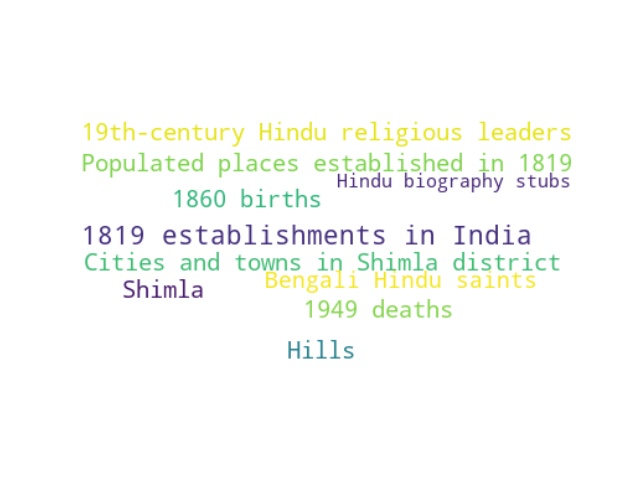 19th-century Hindu religious leaders
Populated places established in 1819
Hindu biography stubs
1860 births
1819 establishments in India
Cities and towns in Shimla district
Bengali Hindu saints
Shimla
1949 deaths
Hills